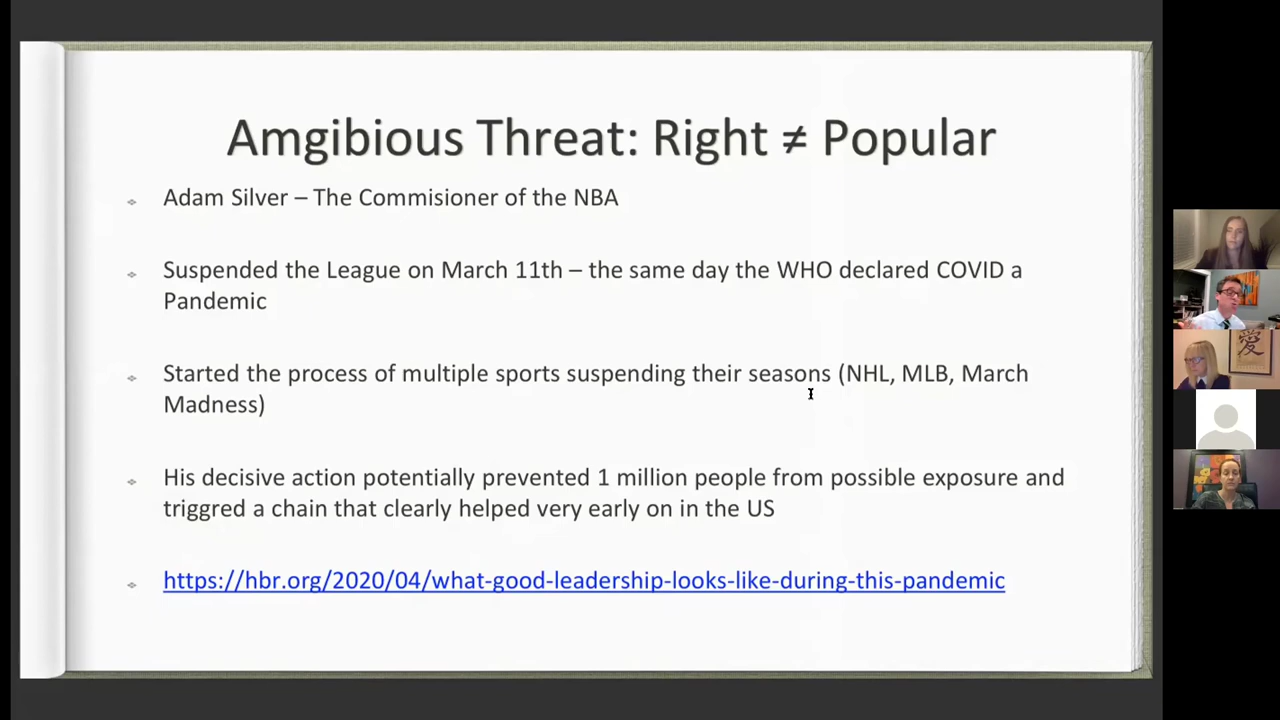 Amgibious Threat: Right ≠ Popular
Adam Silver – The Commisioner of the NBA
Suspended the League on March 11th – the same day the WHO declared COVID a
Pandemic
Started the process of multiple sports suspending their seasons (NHL, MLB, March
Madness)
His decisive action potentially prevented 1 million people from possible exposure and
triggred a chain that clearly helped very early on in the US
https://hbr.org/2020/04/what-good-leadership-looks-like-during-this-pandemic
愛